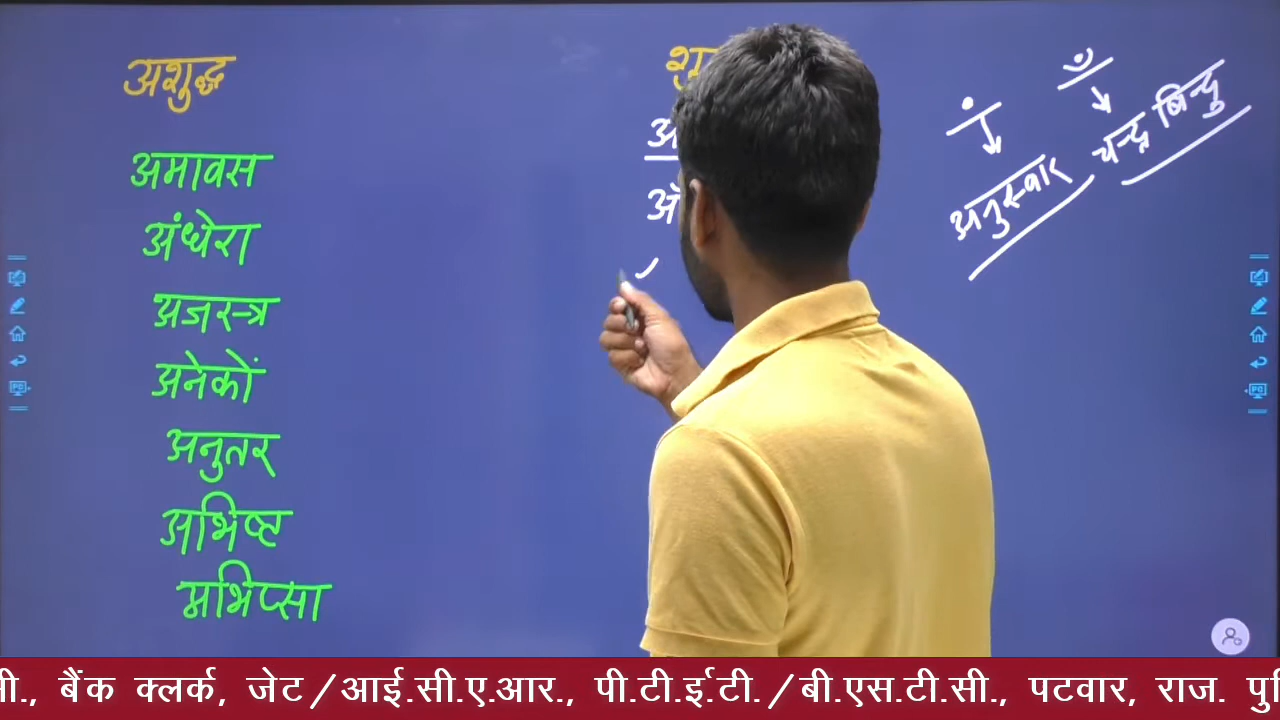 अशुद्ध
अमावस
अंधेरा
अजस्त्र
अनेकों
अनुतर
अभिष्ट
अभिप्सा
अनुस्वार
चन्द्र बिन्दु
बैंक क्लर्क, जेट/आई.सी.ए.आर., पी.टी.ई.टी./बी.एस.टी.सी., पटवार, राज.